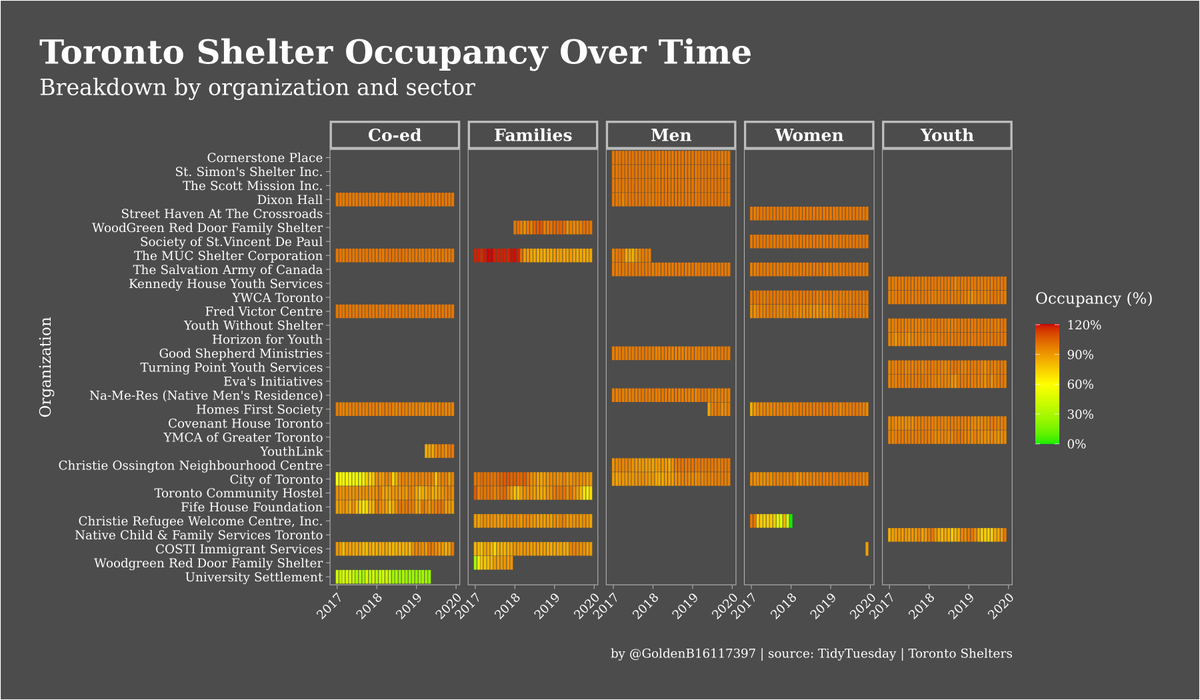 Toronto Shelter Occupancy Over Time
Breakdown by organization and sector
Co-ed Families Men Women Youth
Organization
Cornerstone Place
St. Simon's Shelter Inc.
The Scott Mission Inc.
Dixon Hall
Street Haven At The Crossroads
WoodGreen Red Door Family Shelter
Society of St.Vincent De Paul
The MUC Shelter Corporation
The Salvation Army of Canada
Kennedy House Youth Services
YWCA Toronto
Fred Victor Centre
Youth Without Shelter
Horizon for Youth
Good Shepherd Ministries
Turning Point Youth Services
Eva's Initiatives
Na-Me-Res (Native Men's Residence)
Homes First Society
Covenant House Toronto
YMCA of Greater Toronto
YouthLink
Christie Ossington Neighbourhood Centre
City of Toronto
Toronto Community Hostel
Fife House Foundation
Christie Refugee Welcome Centre, Inc.
Native Child & Family Services Toronto
COSTI Immigrant Services
Woodgreen Red Door Family Shelter
University Settlement
2017 2018 2019 2020 2017 2018 2019 2020 2017 2018 2019 2020 2017 2018 2019 2020 2017 2018 2019 2020
Occupancy (%)
120%
90%
60%
30%
0%
by @GoldenB16117397 | source: TidyTuesday | Toronto Shelters